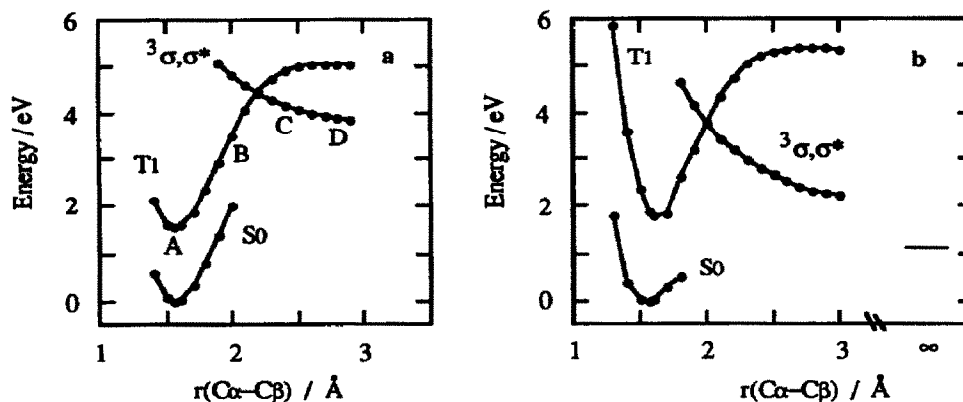 6
³σ,σ*
a
4
C
D
B
T1
2
A
S0
0
1 2 3
r(Cα–Cβ) / Å
Energy / eV
6
T1
b
4
³σ,σ*
2
S0
0
1 2 3 ∞
r(Cα–Cβ) / Å
Energy / eV